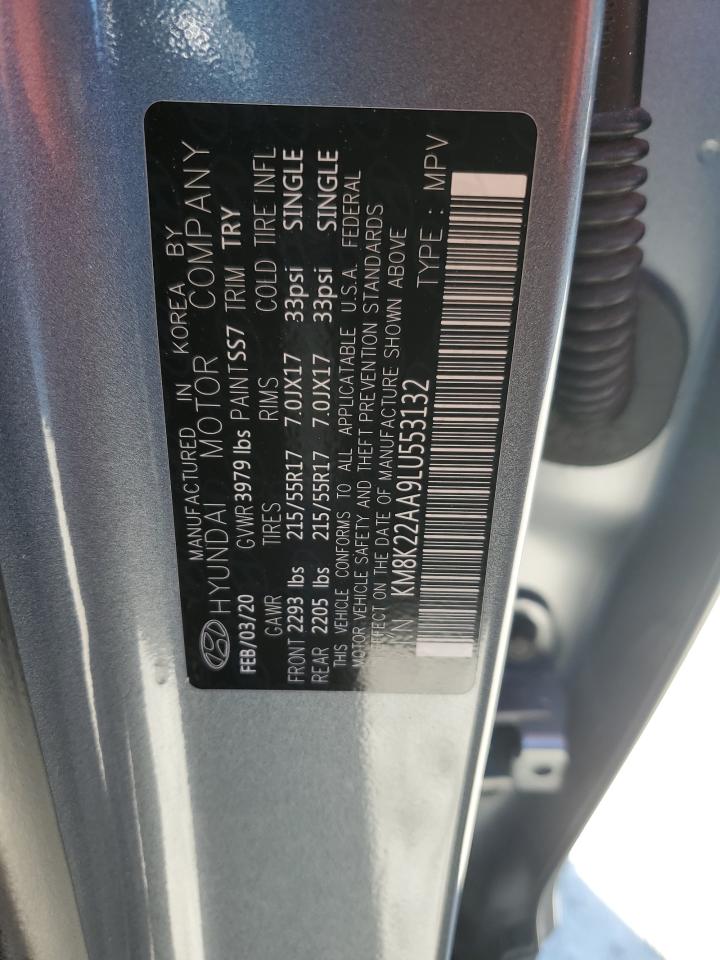 MANUFACTURED IN KOREA BY
HYUNDAI MOTOR COMPANY
FEB/03/20 GVWR 3979 lbs PAINT SS7 TRIM TRY
GAWR TIRES RIMS COLD TIRE INFL
FRONT 2293 lbs 215/55R17 7.0JX17 33psi SINGLE
REAR 2205 lbs 215/55R17 7.0JX17 33psi SINGLE
THIS VEHICLE CONFORMS TO ALL APPLICATABLE U.S.A. FEDERAL
MOTOR VEHICLE SAFETY AND THEFT PREVENTION STANDARDS
IN EFFECT ON THE DATE OF MANUFACTURE SHOWN ABOVE
VIN KM8K22AA9LU553132 TYPE : MPV